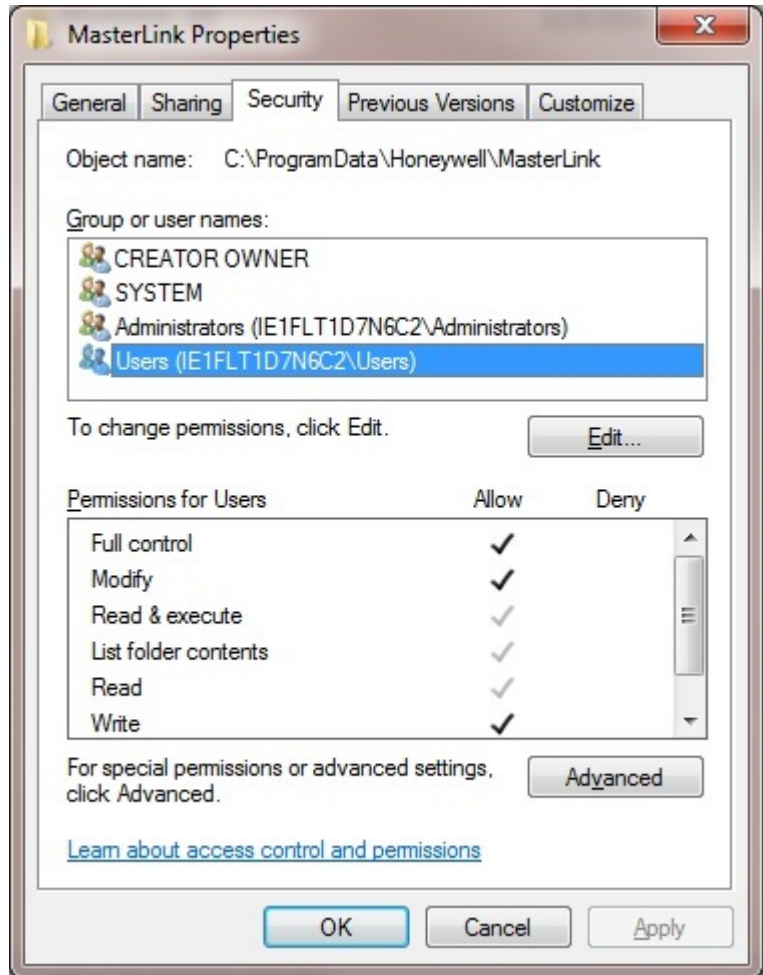 MasterLink Properties
General Sharing Security Previous Versions Customize
Object name: C:\ProgramData\Honeywell\MasterLink
Group or user names:
CREATOR OWNER
SYSTEM
Administrators (IE1FLT1D7N6C2\Administrators)
Users (IE1FLT1D7N6C2\Users)
To change permissions, click Edit.
Edit...
Permissions for Users Allow Deny
Full control
Modify
Read & execute
List folder contents
Read
Write
For special permissions or advanced settings,
click Advanced.
Advanced
Learn about access control and permissions
OK Cancel Apply